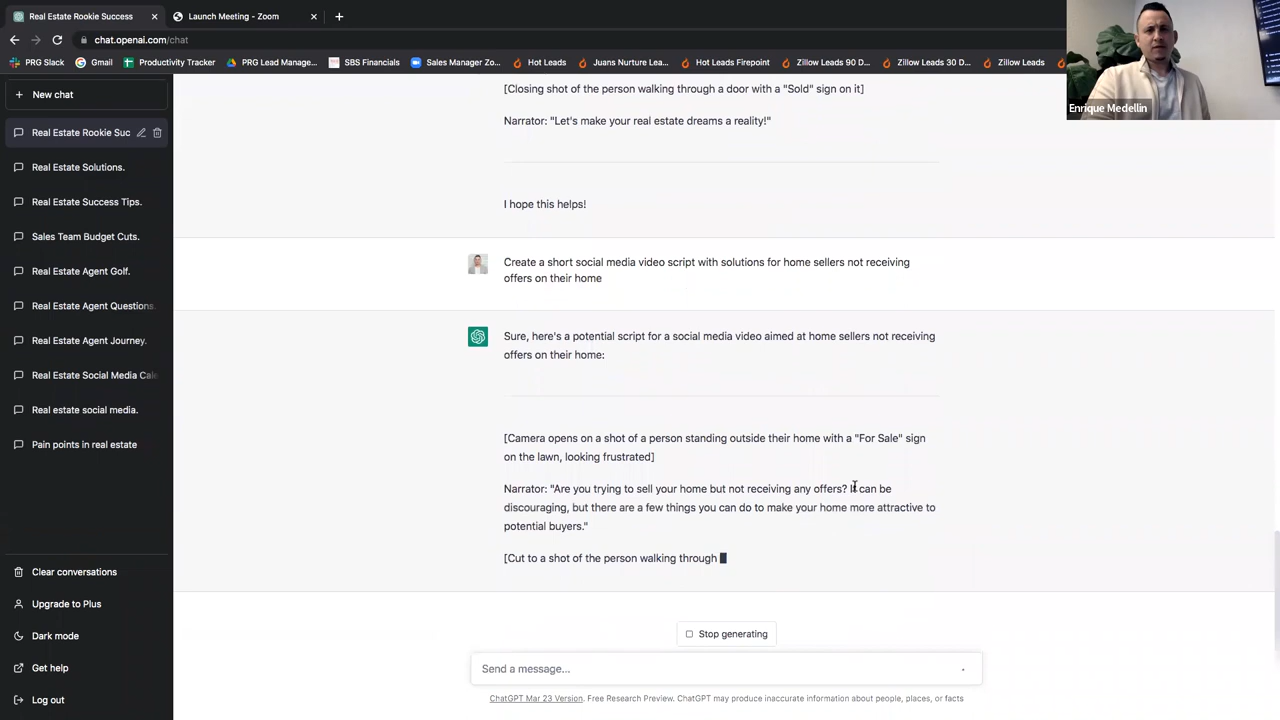 Real Estate Rookie Success
Launch Meeting - Zoom
chat.openai.com/chat
PRG Slack
Gmail
Productivity Tracker
PRG Lead Manage...
SBS Financials
Sales Manager Zo...
Hot Leads
Juans Nurture Lea...
Hot Leads Firepoint
Zillow Leads 90 D...
Zillow Leads 30 D...
Zillow Leads
Enrique Medellin
New chat
Real Estate Rookie Suc
Real Estate Solutions.
Real Estate Success Tips.
Sales Team Budget Cuts.
Real Estate Agent Golf.
Real Estate Agent Questions.
Real Estate Agent Journey.
Real Estate Social Media Cale
Real estate social media.
Pain points in real estate
Clear conversations
Upgrade to Plus
Dark mode
Get help
Log out
[Closing shot of the person walking through a door with a "Sold" sign on it]
Narrator: "Let's make your real estate dreams a reality!"
I hope this helps!
Create a short social media video script with solutions for home sellers not receiving
offers on their home
Sure, here's a potential script for a social media video aimed at home sellers not receiving
offers on their home:
[Camera opens on a shot of a person standing outside their home with a "For Sale" sign
on the lawn, looking frustrated]
Narrator: "Are you trying to sell your home but not receiving any offers? It can be
discouraging, but there are a few things you can do to make your home more attractive to
potential buyers."
[Cut to a shot of the person walking through
Stop generating
Send a message...
ChatGPT Mar 23 Version. Free Research Preview. ChatGPT may produce inaccurate information about people, places, or facts